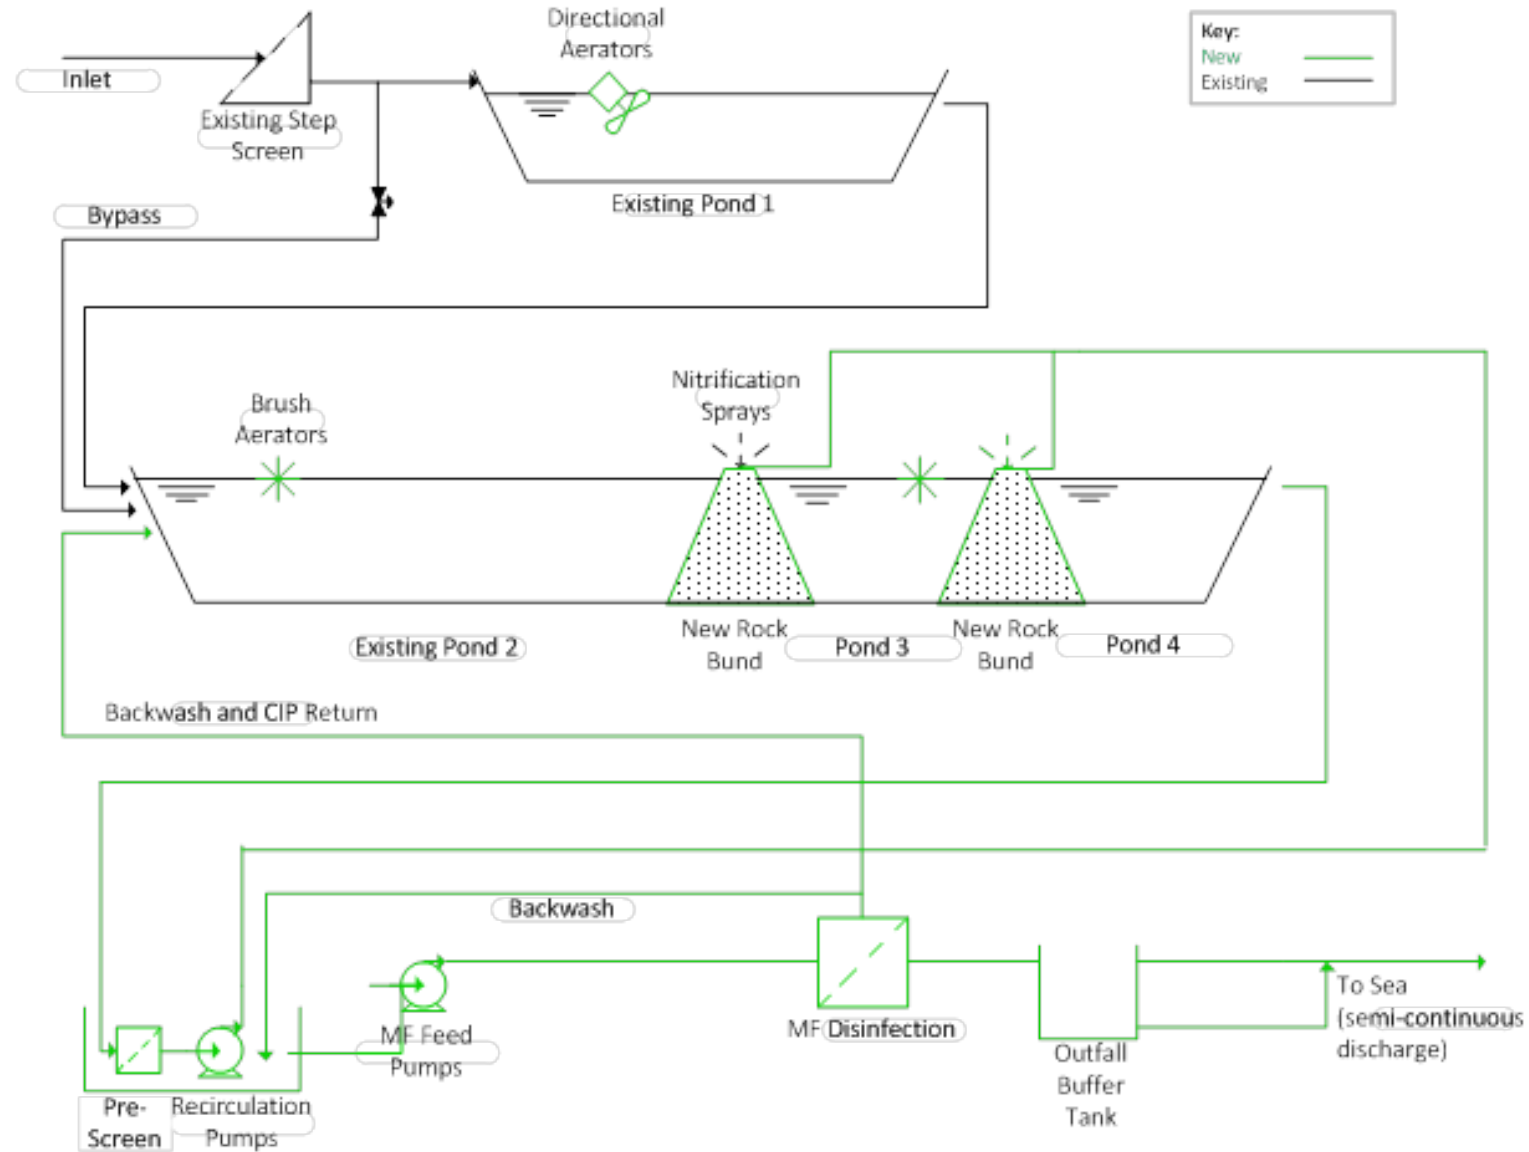 Directional
Aerators
Key:
New
Existing
Inlet
Existing Step
Screen
Existing Pond 1
Bypass
Nitrification
Sprays
Brush
Aerators
New Rock
Bund
Pond 3
New Rock
Bund
Pond 4
Existing Pond 2
Backwash and CIP Return
Backwash
To Sea
(semi-continuous
discharge)
MF Disinfection
MF Feed
Pumps
Outfall
Buffer
Tank
Pre-
Screen
Recirculation
Pumps